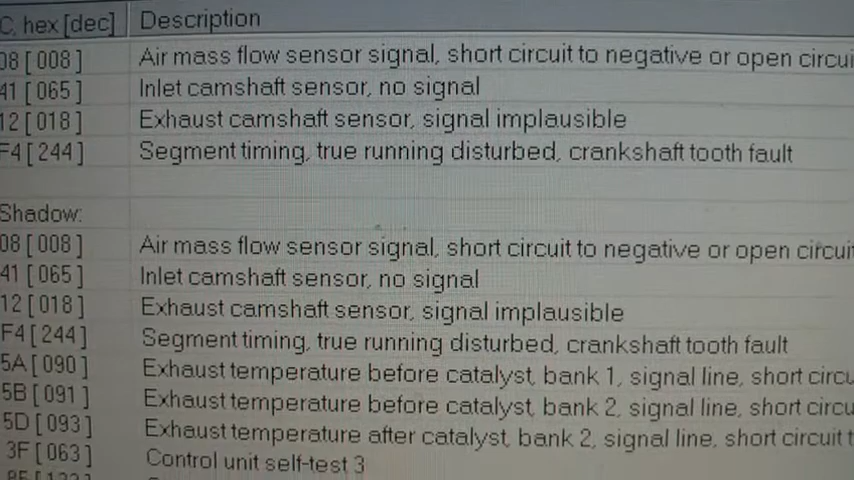 C, hex [dec] Description
08 [ 008 ] Air mass flow sensor signal, short circuit to negative or open circui
41 [ 065 ] Inlet camshaft sensor, no signal
12 [ 018 ] Exhaust camshaft sensor, signal implausible
F4 [ 244 ] Segment timing, true running disturbed, crankshaft tooth fault
Shadow:
08 [ 008 ] Air mass flow sensor signal, short circuit to negative or open circuit
41 [ 065 ] Inlet camshaft sensor, no signal
12 [ 018 ] Exhaust camshaft sensor, signal implausible
F4 [ 244 ] Segment timing, true running disturbed, crankshaft tooth fault
5A [ 090 ] Exhaust temperature before catalyst, bank 1, signal line, short circu
5B [ 091 ] Exhaust temperature before catalyst, bank 2, signal line, short circu
5D [ 093 ] Exhaust temperature after catalyst, bank 2, signal line, short circuit t
3F [ 063 ] Control unit self-test 3